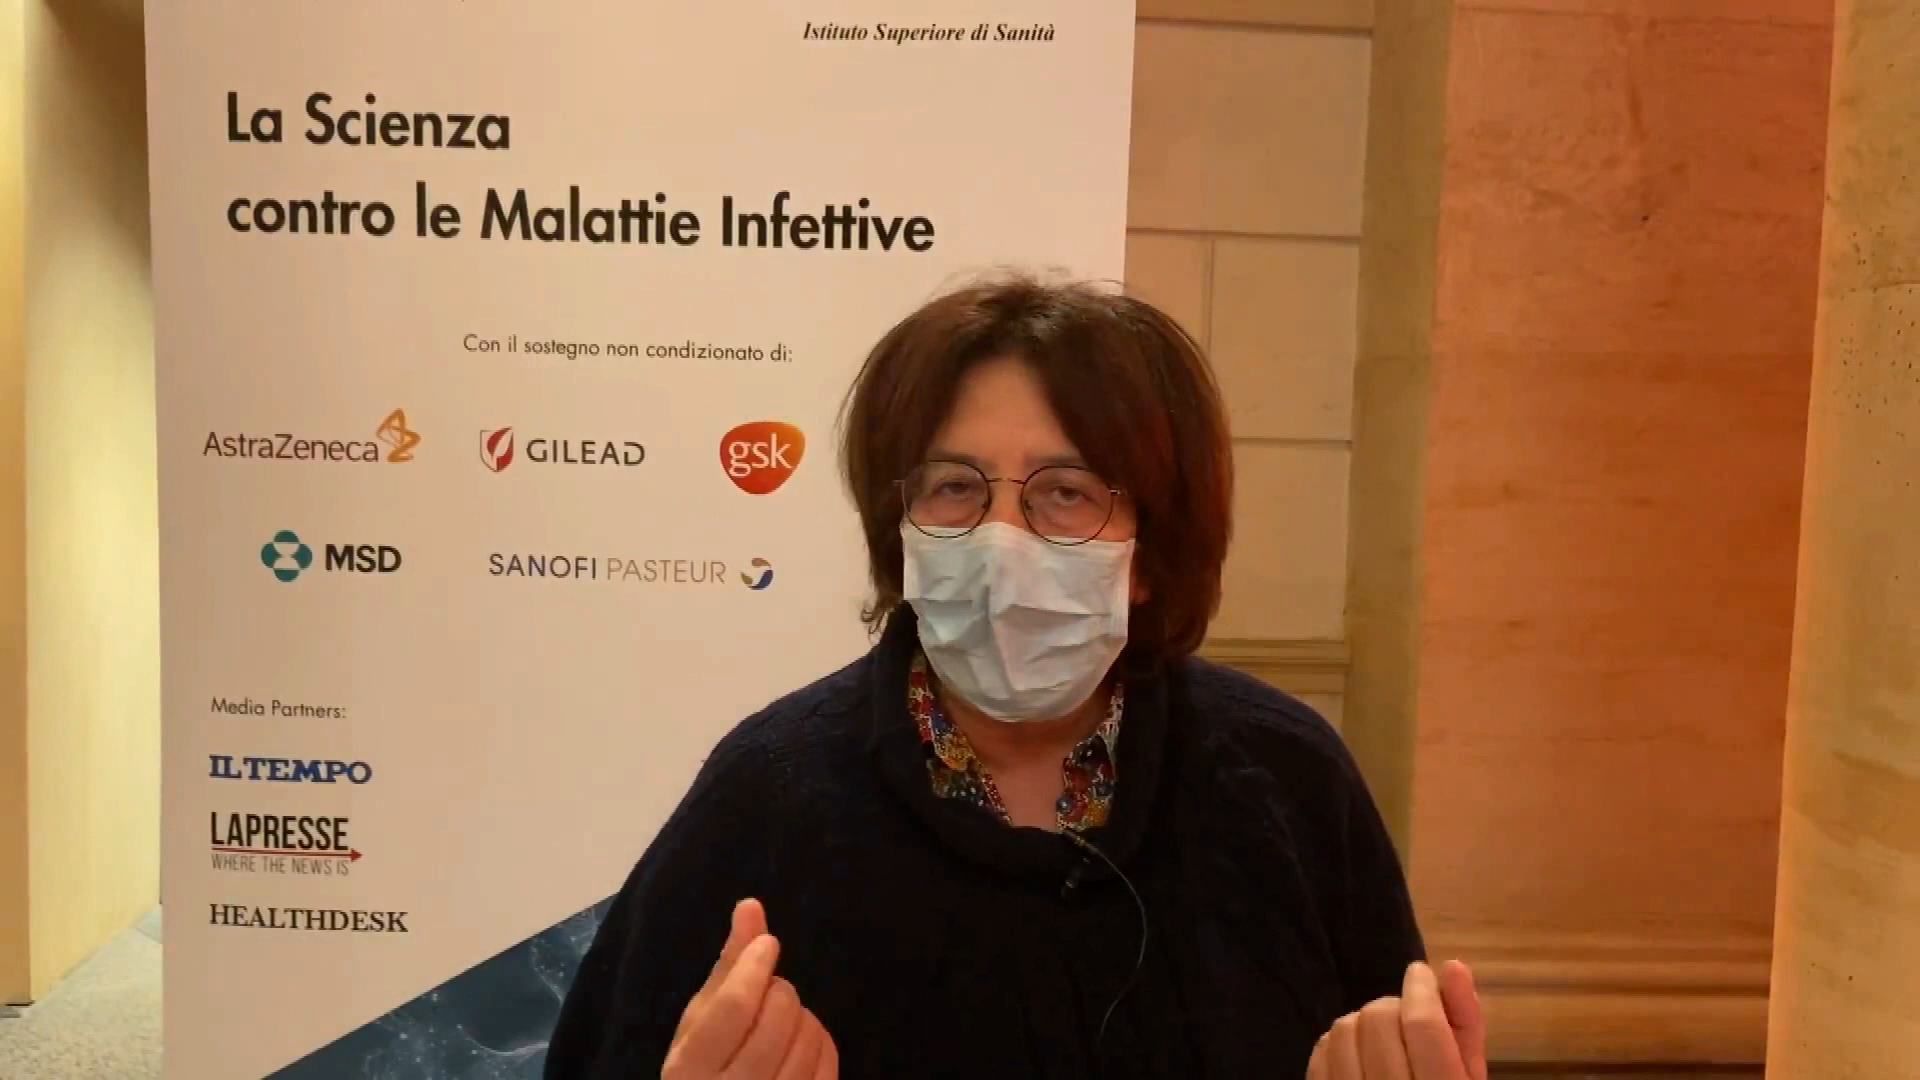 Istituto Superiore di Sanità
La Scienza
contro le Malattie Infettive
Con il sostegno non condizionato di:
AstraZeneca GILEAD gsk
MSD SANOFI PASTEUR
Media Partners:
IL TEMPO
LAPRESSE
WHERE THE NEWS IS
HEALTHDESK